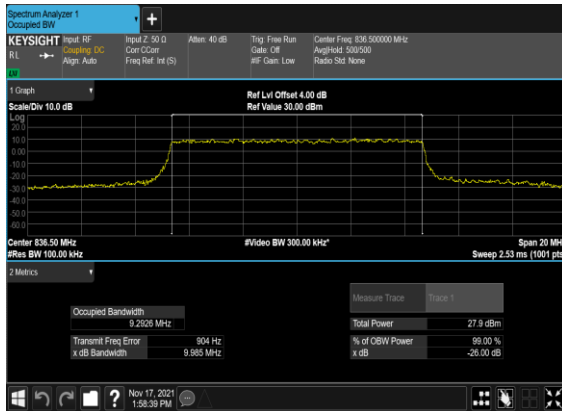 Spectrum Analyzer 1
Occupied BW
KEYSIGHT
RL
Input: RF
Coupling: DC
Align: Auto
Input Z: 50 Ω
Corr CCorr
Freq Ref: Int (S)
Atten: 40 dB
Trig: Free Run
Gate: Off
#IF Gain: Low
Center Freq: 836.500000 MHz
Avg|Hold: 500/500
Radio Std: None
1 Graph
Scale/Div 10.0 dB
Ref Lvl Offset 4.00 dB
Ref Value 30.00 dBm
Log
20.0
10.0
0.00
-10.0
-20.0
-30.0
-40.0
-50.0
-60.0
Center 836.50 MHz
#Res BW 100.00 kHz
#Video BW 300.00 kHz*
Span 20 MH
Sweep 2.53 ms (1001 pts
2 Metrics
Measure Trace Trace 1
Occupied Bandwidth
9.2926 MHz
Total Power 27.9 dBm
Transmit Freq Error 904 Hz
% of OBW Power 99.00 %
x dB Bandwidth 9.985 MHz
x dB -26.00 dB
?
Nov 17, 2021
1:58:39 PM